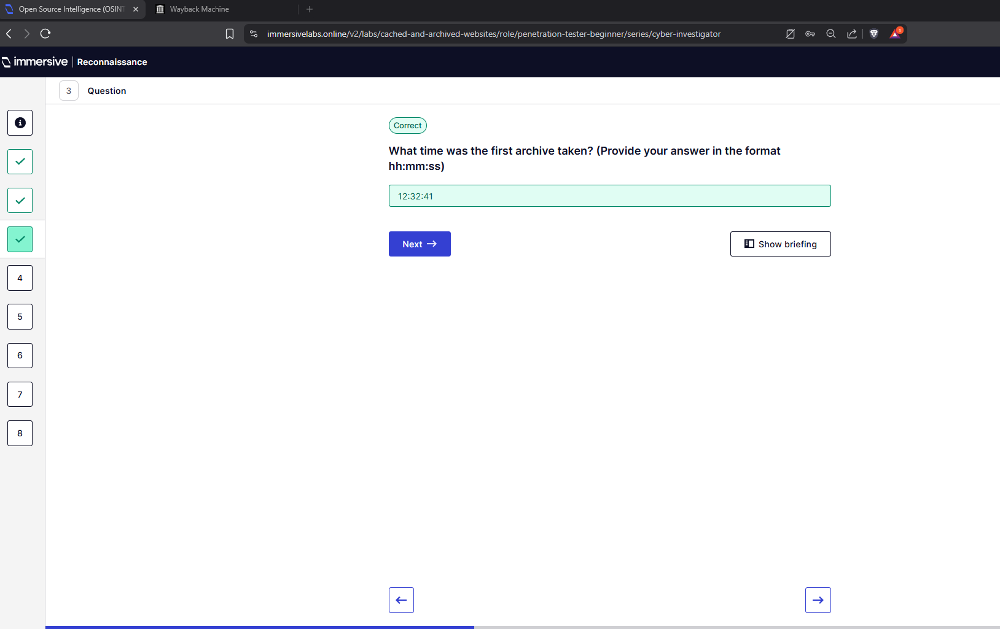 Open Source Intelligence (OSINT
Wayback Machine
immersivelabs.online/v2/labs/cached-and-archived-websites/role/penetration-tester-beginner/series/cyber-investigator
1
immersive | Reconnaissance
3 Question
Correct
What time was the first archive taken? (Provide your answer in the format
hh:mm:ss)
12:32:41
Next →
Show briefing
4
5
6
7
8
← →